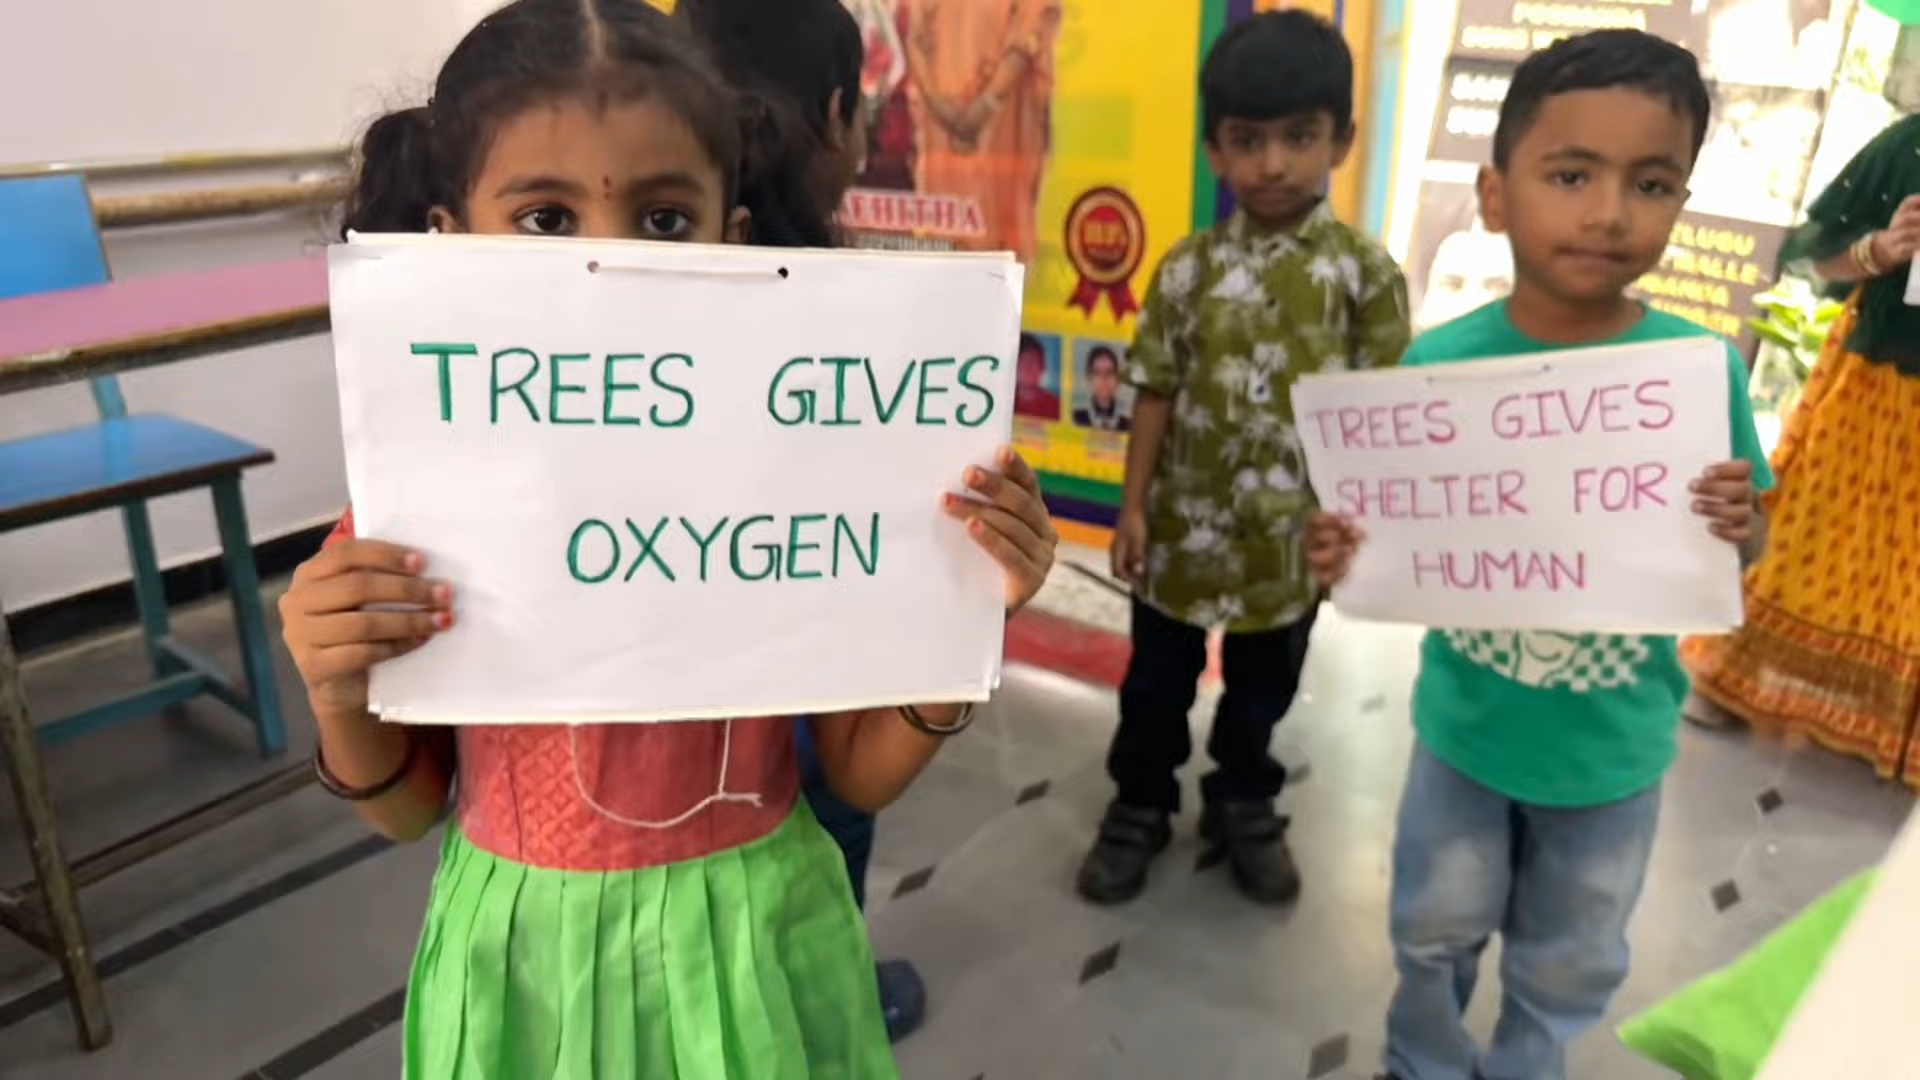 TREES GIVES
OXYGEN
TREES GIVES
SHELTER FOR
HUMAN